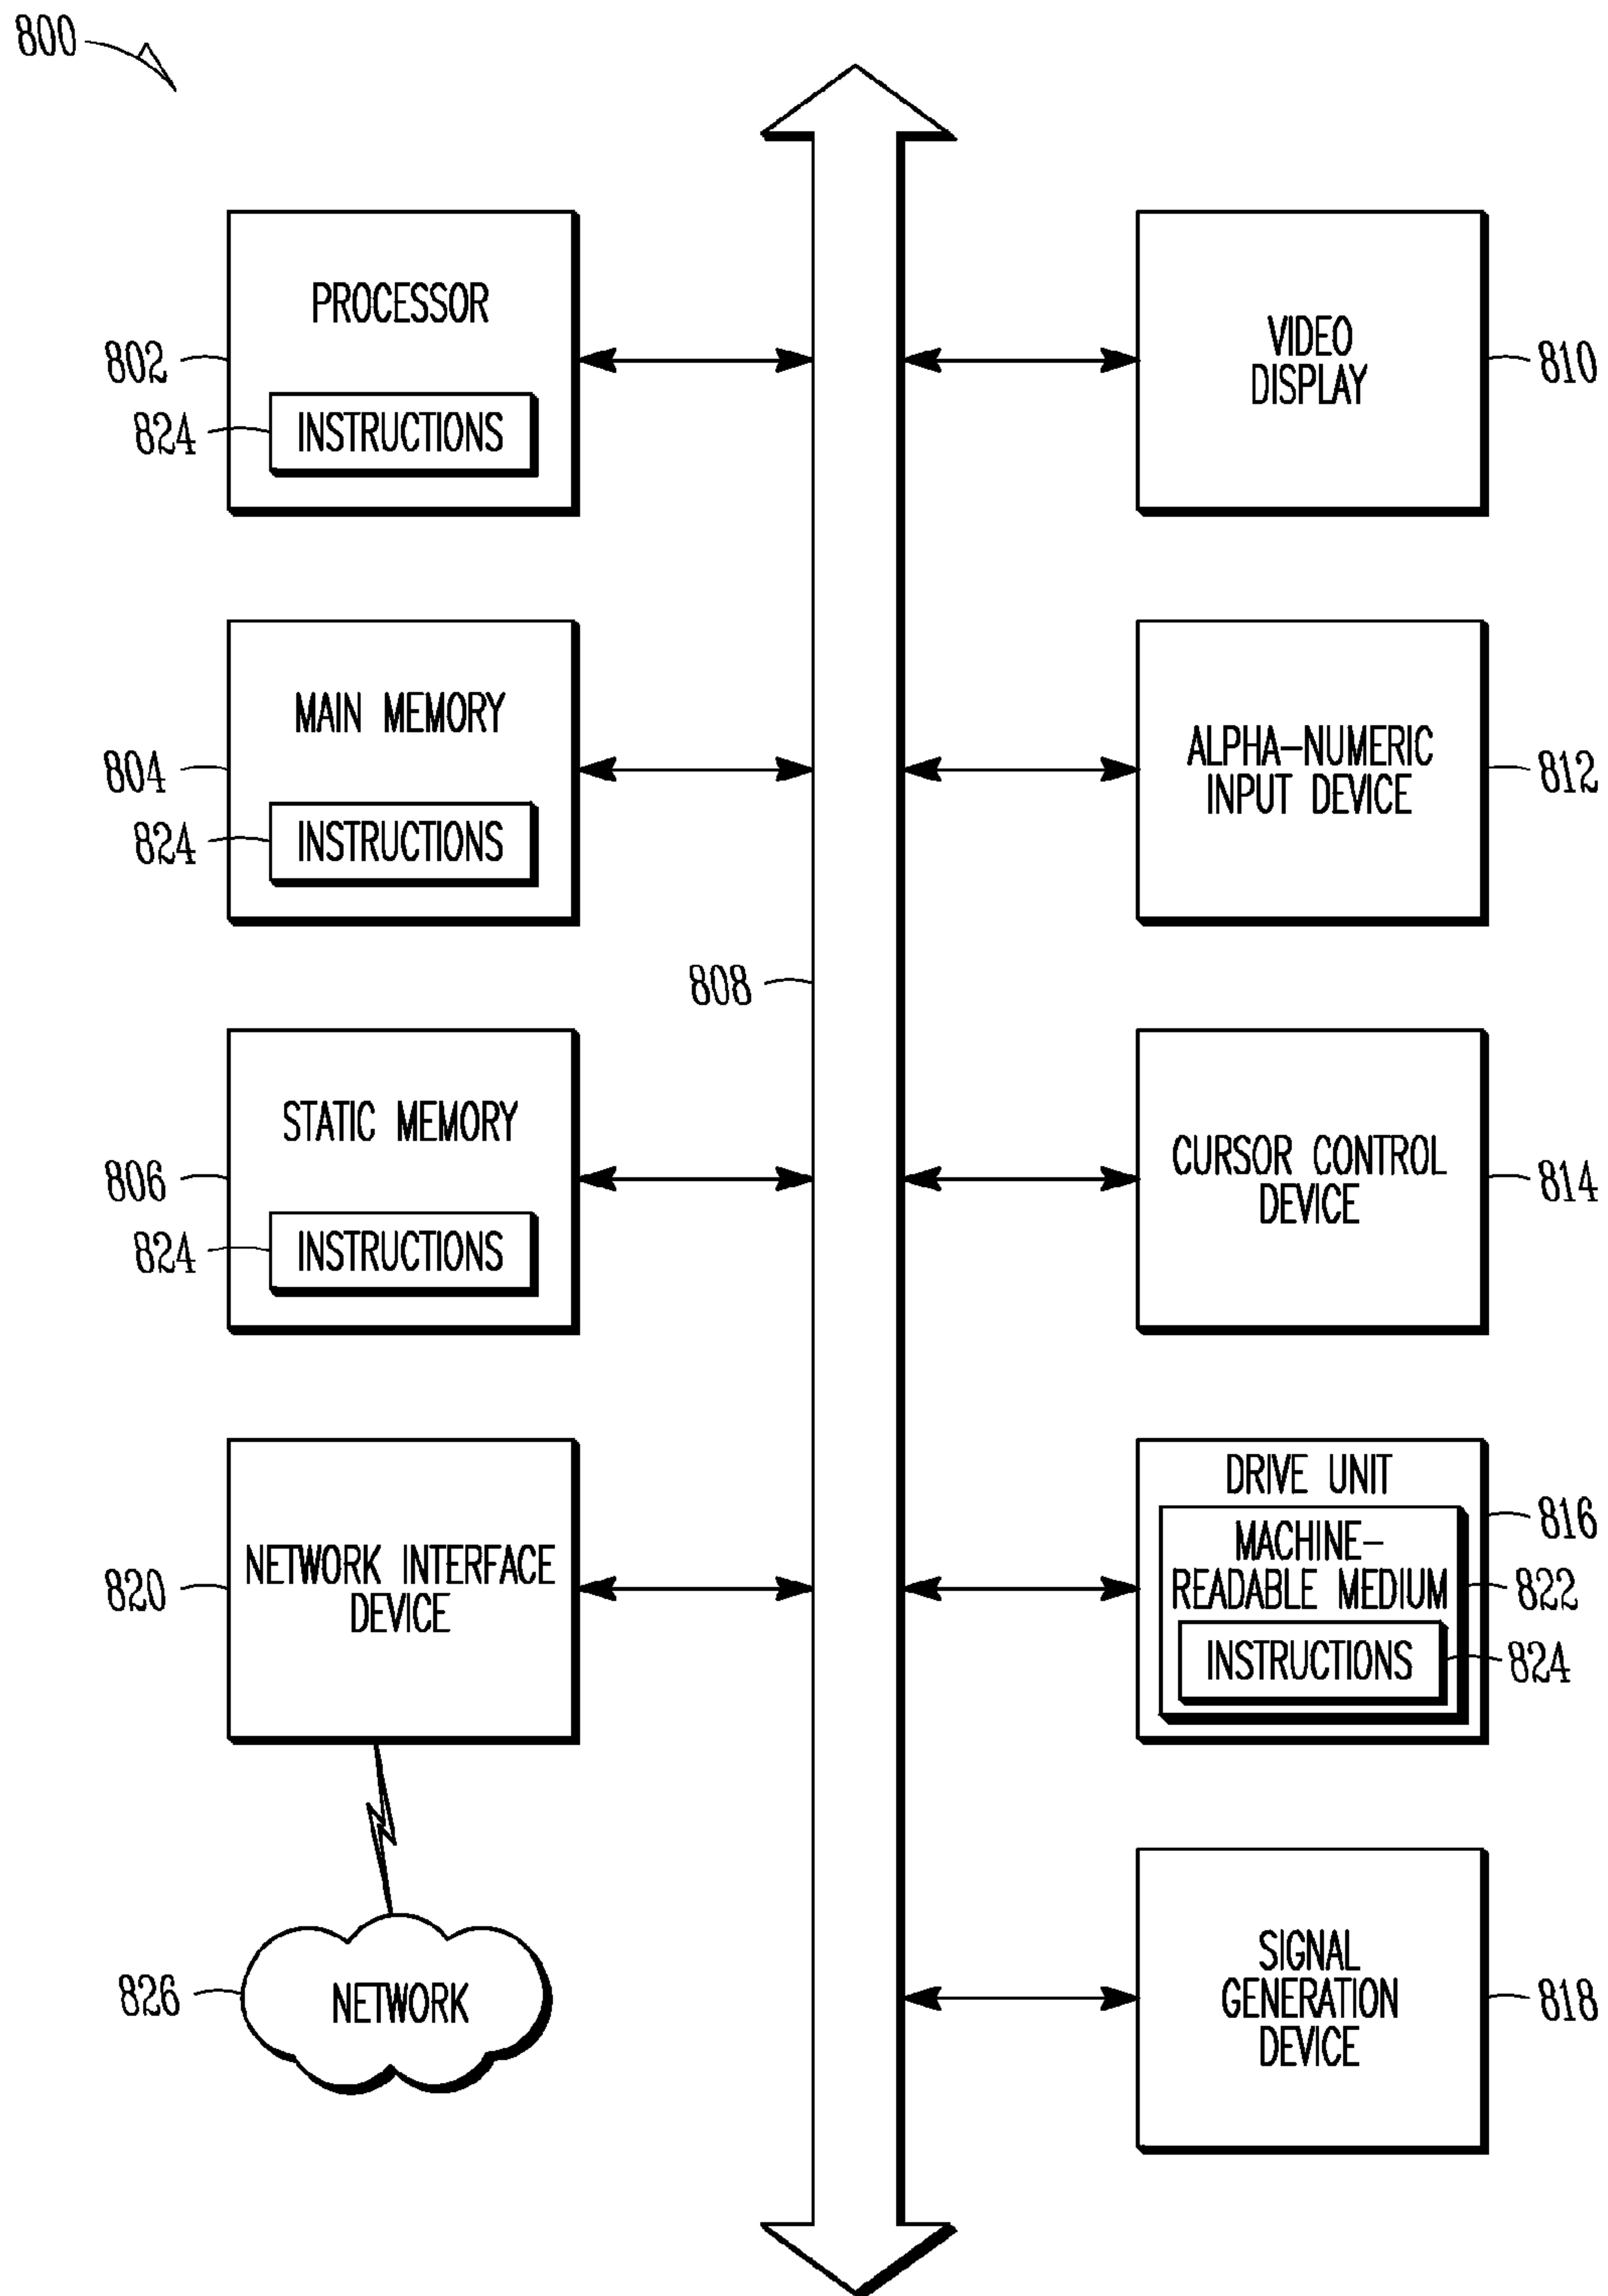 800
PROCESSOR
802
824
INSTRUCTIONS
MAIN MEMORY
804
824
INSTRUCTIONS
808
STATIC MEMORY
806
824
INSTRUCTIONS
NETWORK INTERFACE
DEVICE
820
NETWORK
826
VIDEO
DISPLAY
810
ALPHA-NUMERIC
INPUT DEVICE
812
CURSOR CONTROL
DEVICE
814
DRIVE UNIT
816
MACHINE-
READABLE MEDIUM
822
INSTRUCTIONS
824
SIGNAL
GENERATION
DEVICE
818